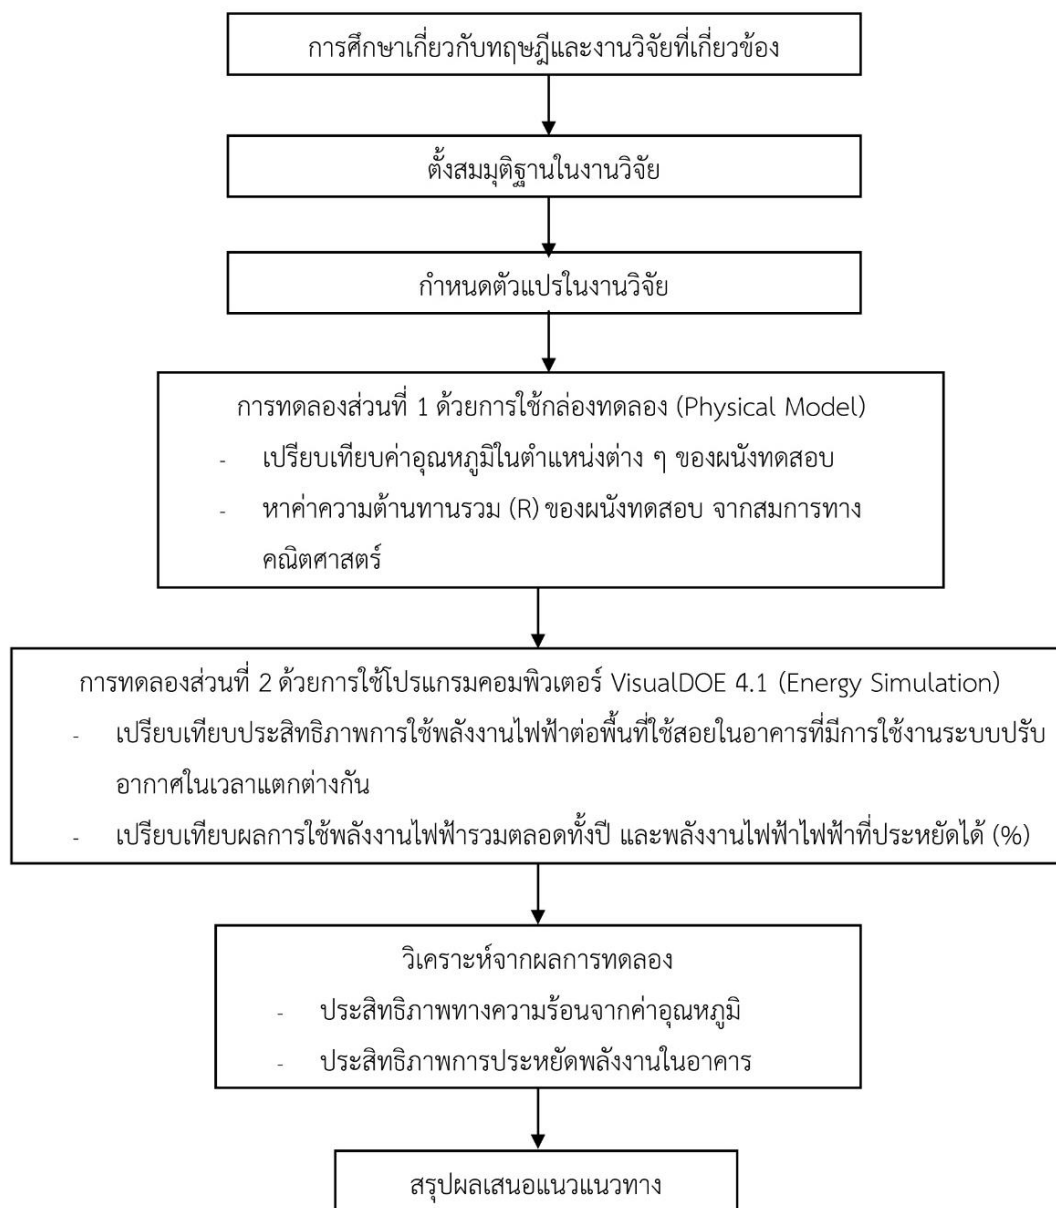 การศึกษาเกี่ยวกับทฤษฎีและงานวิจัยที่เกี่ยวข้อง
ตั้งสมมุติฐานในงานวิจัย
กำหนดตัวแปรในงานวิจัย
การทดลองส่วนที่ 1 ด้วยการใช้กล่องทดลอง (Physical Model)
- เปรียบเทียบค่าอุณหภูมิในตำแหน่งต่าง ๆ ของผนังทดสอบ
- หาค่าความต้านทานรวม (R) ของผนังทดสอบ จากสมการทาง
คณิตศาสตร์
การทดลองส่วนที่ 2 ด้วยการใช้โปรแกรมคอมพิวเตอร์ VisualDOE 4.1 (Energy Simulation)
- เปรียบเทียบประสิทธิภาพการใช้พลังงานไฟฟ้าต่อพื้นที่ใช้สอยในอาคารที่มีการใช้งานระบบปรับ
อากาศในเวลาแตกต่างกัน
- เปรียบเทียบผลการใช้พลังงานไฟฟ้ารวมตลอดทั้งปี และพลังงานไฟฟ้าไฟฟ้าที่ประหยัดได้ (%)
วิเคราะห์จากผลการทดลอง
- ประสิทธิภาพทางความร้อนจากค่าอุณหภูมิ
- ประสิทธิภาพการประหยัดพลังงานในอาคาร
สรุปผลเสนอแนวแนวทาง